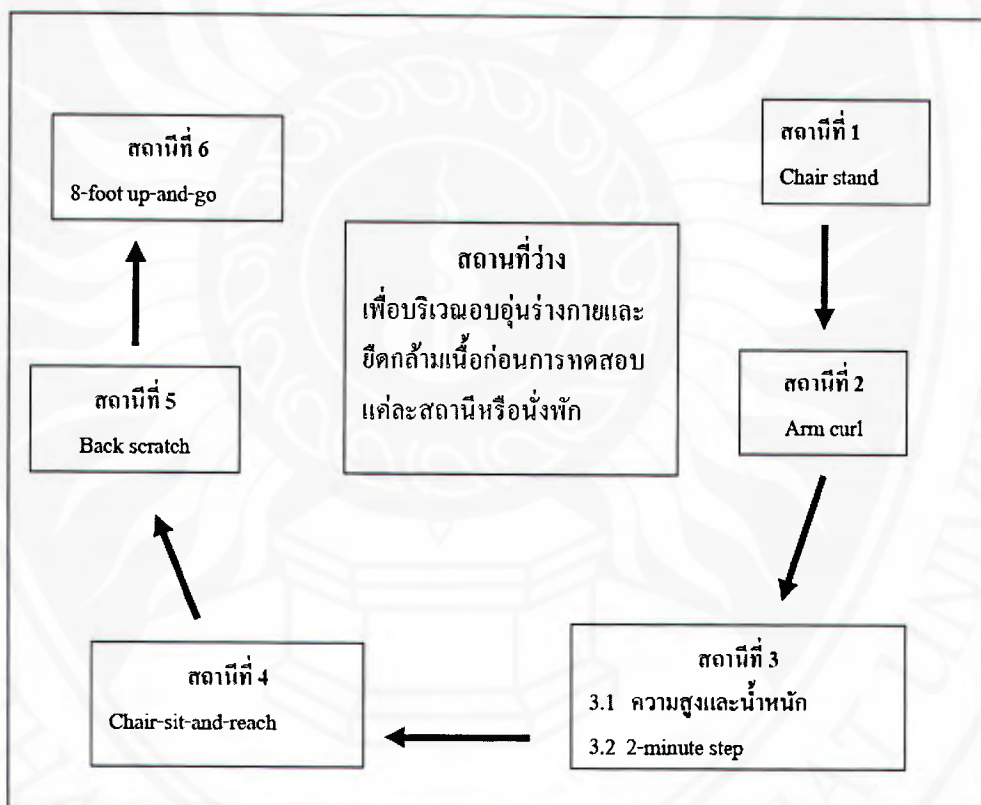 สถานีที่ 1
Chair stand
สถานีที่ 2
Arm curl
สถานีที่ 3
3.1 ความสูงและน้ำหนัก
3.2 2-minute step
สถานีที่ 4
Chair-sit-and-reach
สถานีที่ 5
Back scratch
สถานีที่ 6
8-foot up-and-go
สถานที่ว่าง
เพื่อบริเวณอบอุ่นร่างกายและ
ยืดกล้ามเนื้อก่อนการทดสอบ
แต่ละสถานีหรือนั่งพัก